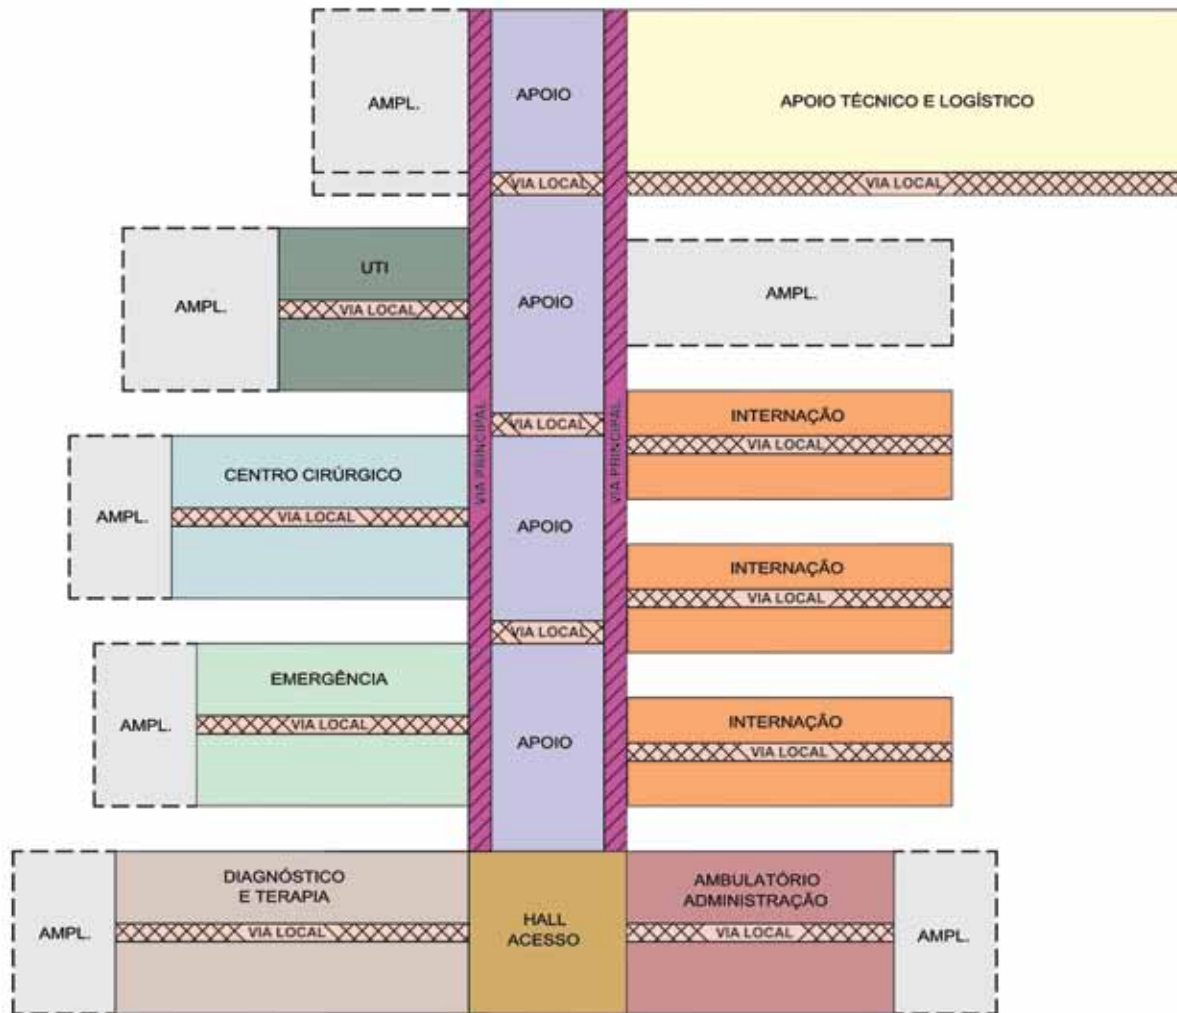 AMPL.
APOIO
APOIO TÉCNICO E LOGÍSTICO
VIA LOCAL
VIA LOCAL
UTI
VIA LOCAL
AMPL.
APOIO
AMPL.
VIA PRINCIPAL
VIA PRINCIPAL
VIA LOCAL
INTERNAÇÃO
VIA LOCAL
CENTRO CIRÚRGICO
VIA LOCAL
AMPL.
APOIO
INTERNAÇÃO
VIA LOCAL
VIA LOCAL
EMERGÊNCIA
VIA LOCAL
AMPL.
APOIO
INTERNAÇÃO
VIA LOCAL
DIAGNÓSTICO
E TERAPIA
VIA LOCAL
AMPL.
HALL
ACESSO
AMBULATÓRIO
ADMINISTRAÇÃO
VIA LOCAL
AMPL.